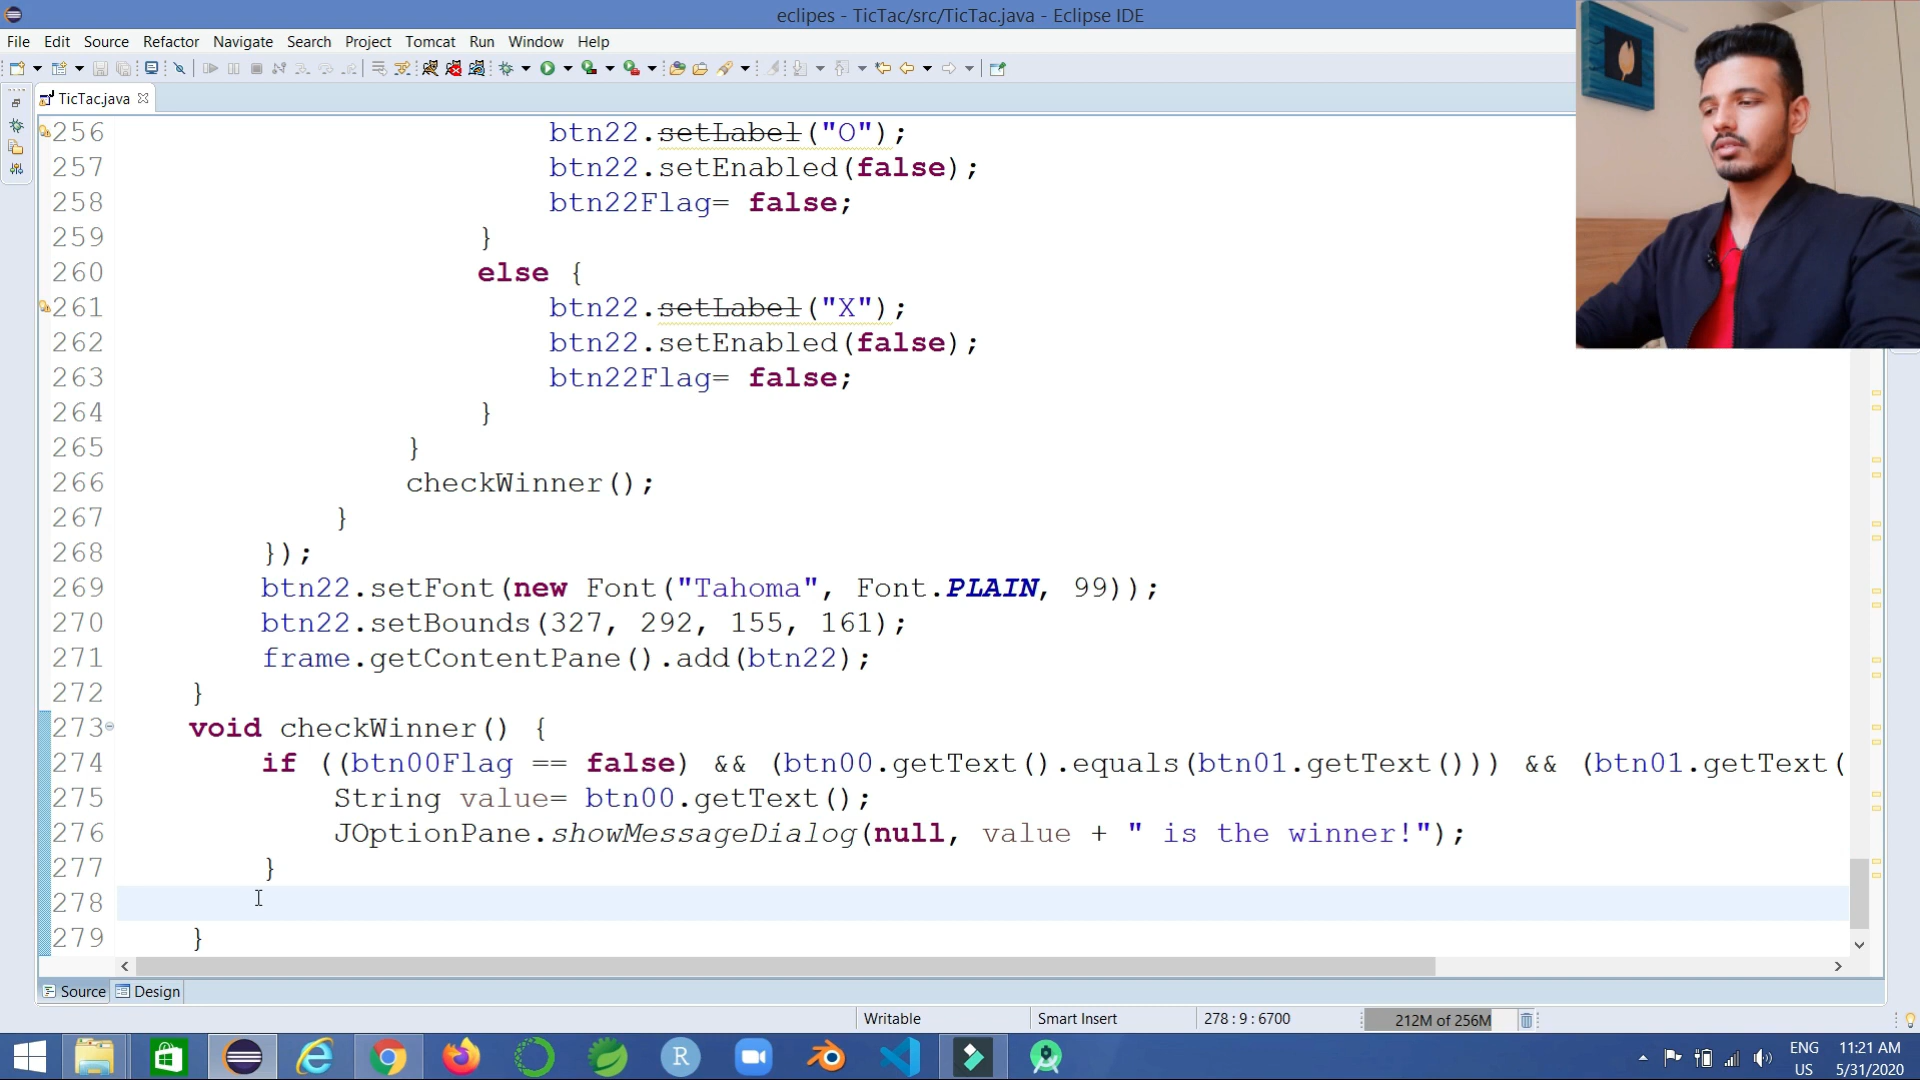 eclipes - TicTac/src/TicTac.java - Eclipse IDE
File Edit Source Refactor Navigate Search Project Tomcat Run Window Help
TicTac.java
256 btn22.setLabel("O");
257 btn22.setEnabled(false);
258 btn22Flag= false;
259 }
260 else {
261 btn22.setLabel("X");
262 btn22.setEnabled(false);
263 btn22Flag= false;
264 }
265 }
266 checkWinner();
267 }
268 });
269 btn22.setFont(new Font("Tahoma", Font.PLAIN, 99));
270 btn22.setBounds(327, 292, 155, 161);
271 frame.getContentPane().add(btn22);
272 }
273 void checkWinner() {
274 if ((btn00Flag == false) && (btn00.getText().equals(btn01.getText())) && (btn01.getText(
275 String value= btn00.getText();
276 JOptionPane.showMessageDialog(null, value + " is the winner!");
277 }
278
279 }
Source Design
Writable Smart Insert 278 : 9 : 6700 212M of 256M
R
ENG 11:21 AM
US 5/31/2020